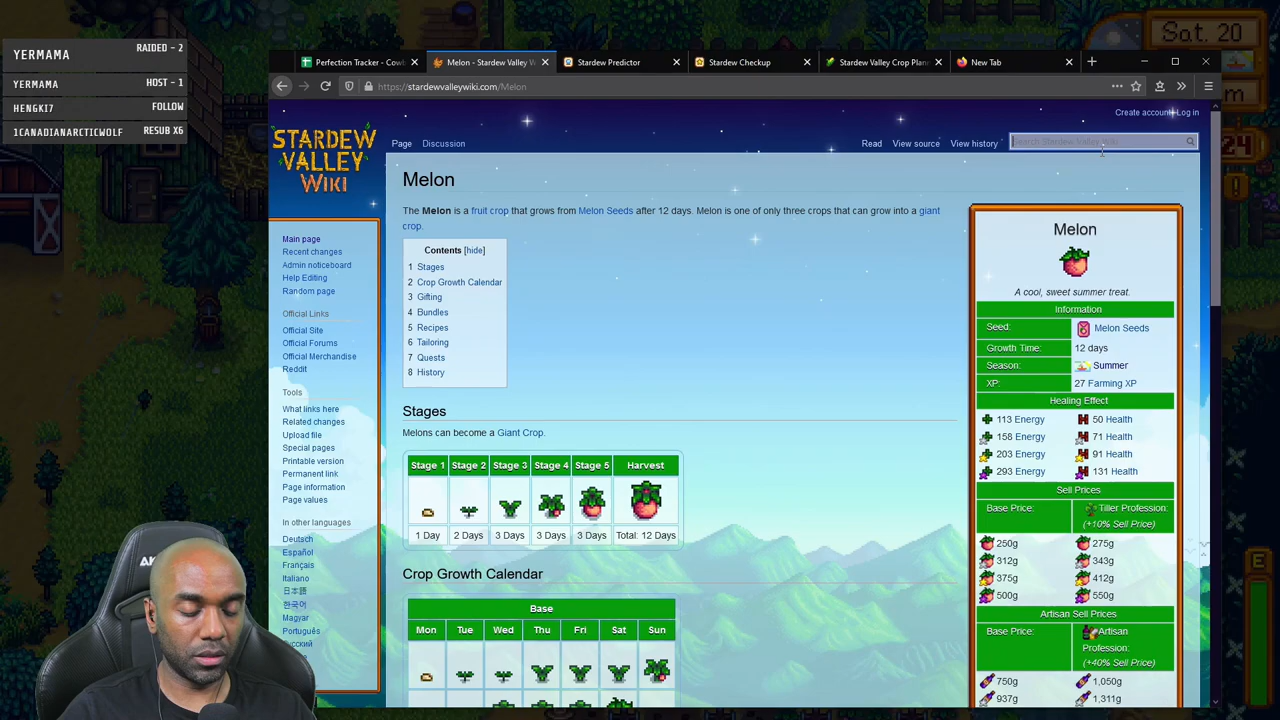 YERMAMA
RAIDED - 2
YERMAMA
HOST - 1
HENGKI7
FOLLOW
1CANADIANARCTICWOLF
RESUB X6
Sat. 20
Perfection Tracker - Cowb
Melon - Stardew Valley W
Stardew Predictor
Stardew Checkup
Stardew Valley Crop Plann
New Tab
https://stardewvalleywiki.com/Melon
Create account
Log in
STARDEW
VALLEY
WIKI
Page
Discussion
Read
View source
View history
Search Stardew Valley Wiki
Melon
The Melon is a fruit crop that grows from Melon Seeds after 12 days. Melon is one of only three crops that can grow into a giant
crop.
Contents [hide]
1 Stages
2 Crop Growth Calendar
3 Gifting
4 Bundles
5 Recipes
6 Tailoring
7 Quests
8 History
Main page
Recent changes
Admin noticeboard
Help Editing
Random page
Official Links
Official Site
Official Forums
Official Merchandise
Reddit
Tools
What links here
Related changes
Upload file
Special pages
Printable version
Permanent link
Page information
Page values
In other languages
Deutsch
Español
Français
Italiano
日本語
한국어
Magyar
Português
Русский
Stages
Melons can become a Giant Crop.
Stage 1 Stage 2 Stage 3 Stage 4 Stage 5 Harvest
1 Day 2 Days 3 Days 3 Days 3 Days Total: 12 Days
Crop Growth Calendar
Base
Mon Tue Wed Thu Fri Sat Sun
Melon
A cool, sweet summer treat.
Information
Seed: Melon Seeds
Growth Time: 12 days
Season: Summer
XP: 27 Farming XP
Healing Effect
113 Energy 50 Health
158 Energy 71 Health
203 Energy 91 Health
293 Energy 131 Health
Sell Prices
Base Price: Tiller Profession:
(+10% Sell Price)
250g 275g
312g 343g
375g 412g
500g 550g
Artisan Sell Prices
Base Price: Artisan
Profession:
(+40% Sell Price)
750g 1,050g
937g 1,311g
E